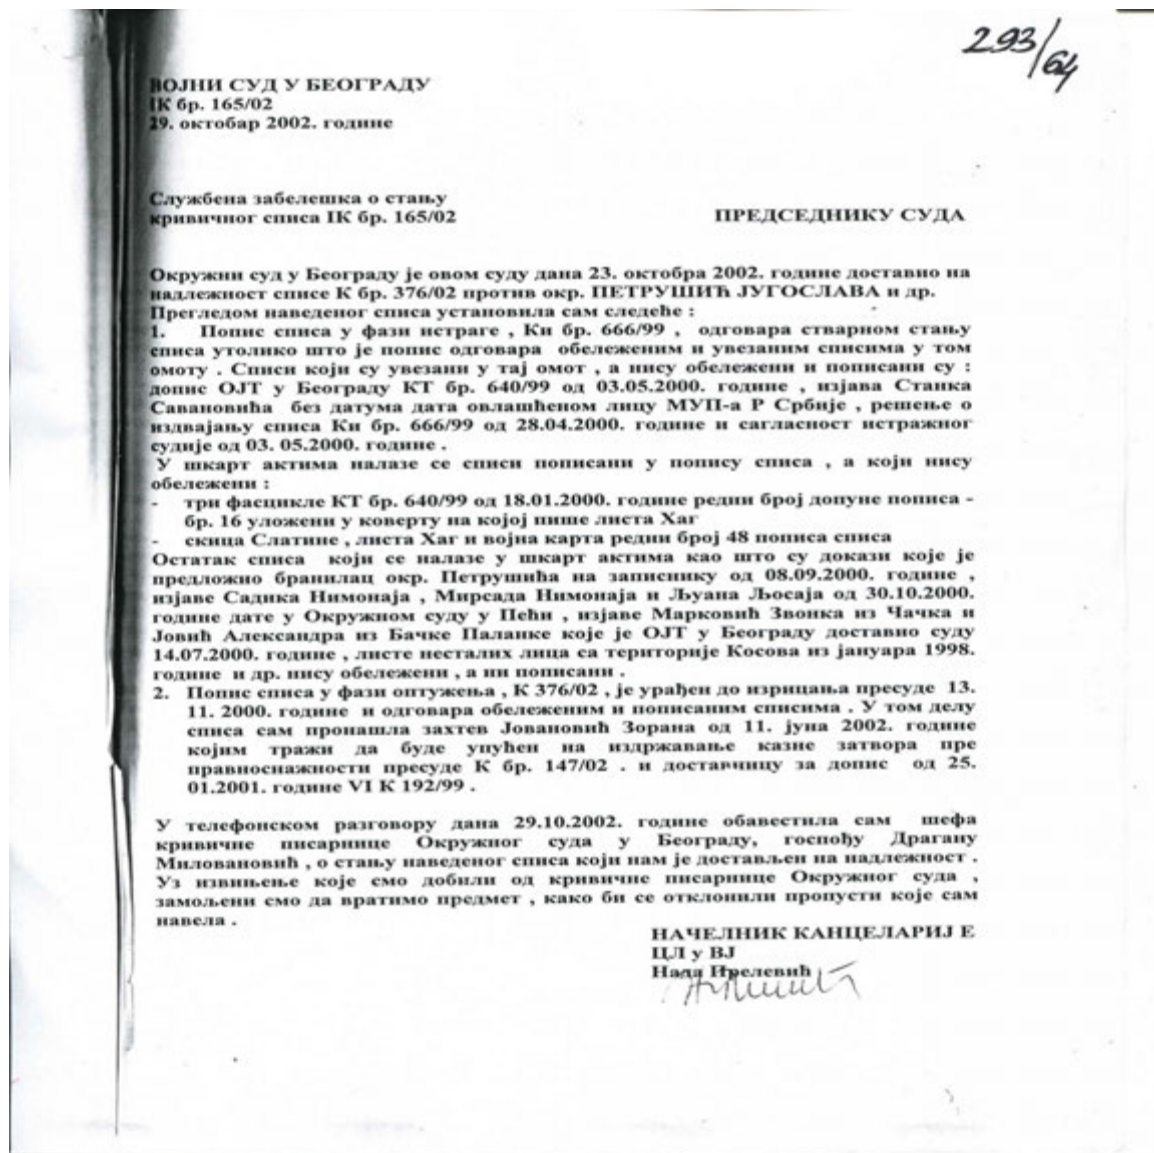 293/64
ВОЈНИ СУД У БЕОГРАДУ
IК бр. 165/02
29. октобар 2002. године
Службена забелешка о стању
кривичног списа IК бр. 165/02
ПРЕДСЕДНИКУ СУДА
Окружни суд у Београду је овом суду дана 23. октобра 2002. године доставио на
надлежност списе К бр. 376/02 против окр. ПЕТРУШИЋ ЈУГОСЛАВА и др.
Прегледом наведеног списа установила сам следеће :
1. Попис списа у фази истраге , Ки бр. 666/99 , одговара стварном стању
списа утолико што је попис одговара обележеним и увезаним списима у том
омоту . Списи који су увезани у тај омот , а нису обележени и пописани су :
допис ОЈТ у Београду КТ бр. 640/99 од 03.05.2000. године , изјава Станка
Савановића без датума дата овлашћеном лицу МУП-а Р Србије , решење о
издвајању списа Ки бр. 666/99 од 28.04.2000. године и сагласност истражног
судије од 03. 05.2000. године .
У шкарт актима налазе се списи пописани у попису списа , а који нису
обележени :
- три фасцикле КТ бр. 640/99 од 18.01.2000. године редни број допуне пописа -
бр. 16 уложени у коверту на којој пише листа Хаг
- скица Слатине , листа Хаг и војна карта редни број 48 пописа списа
Остатак списа који се налазе у шкарт актима као што су докази које је
предложио бранилац окр. Петрушића на записнику од 08.09.2000. године ,
изјаве Садика Нимонаја , Мирсада Нимонаја и Љуана Љосаја од 30.10.2000.
године дате у Окружном суду у Пећи , изјаве Марковић Звонка из Чачка и
Јовић Александра из Бачке Паланке које је ОЈТ у Београду доставио суду
14.07.2000. године , листе несталих лица са територије Косова из јануара 1998.
године и др. нису обележени , а ни пописани .
2. Попис списа у фази оптужења , К 376/02 , је урађен до изрицања пресуде 13.
11. 2000. године и одговара обележеним и пописаним списима . У том делу
списа сам пронашла захтев Јовановић Зорана од 11. јуна 2002. године
којим тражи да буде упућен на издржавање казне затвора пре
правноснажности пресуде К бр. 147/02 . и доставницу за допис од 25.
01.2001. године VI К 192/99 .
У телефонском разговору дана 29.10.2002. године обавестила сам шефа
кривичне писарнице Окружног суда у Београду, госпођу Драгану
Миловановић , о стању наведеног списа који нам је достављен на надлежност .
Уз извињење које смо добили од кривичне писарнице Окружног суда ,
замољени смо да вратимо предмет , како би се отклонили пропусти које сам
навела .
НАЧЕЛНИК КАНЦЕЛАРИЈ Е
ЦЛ у ВЈ
Нада